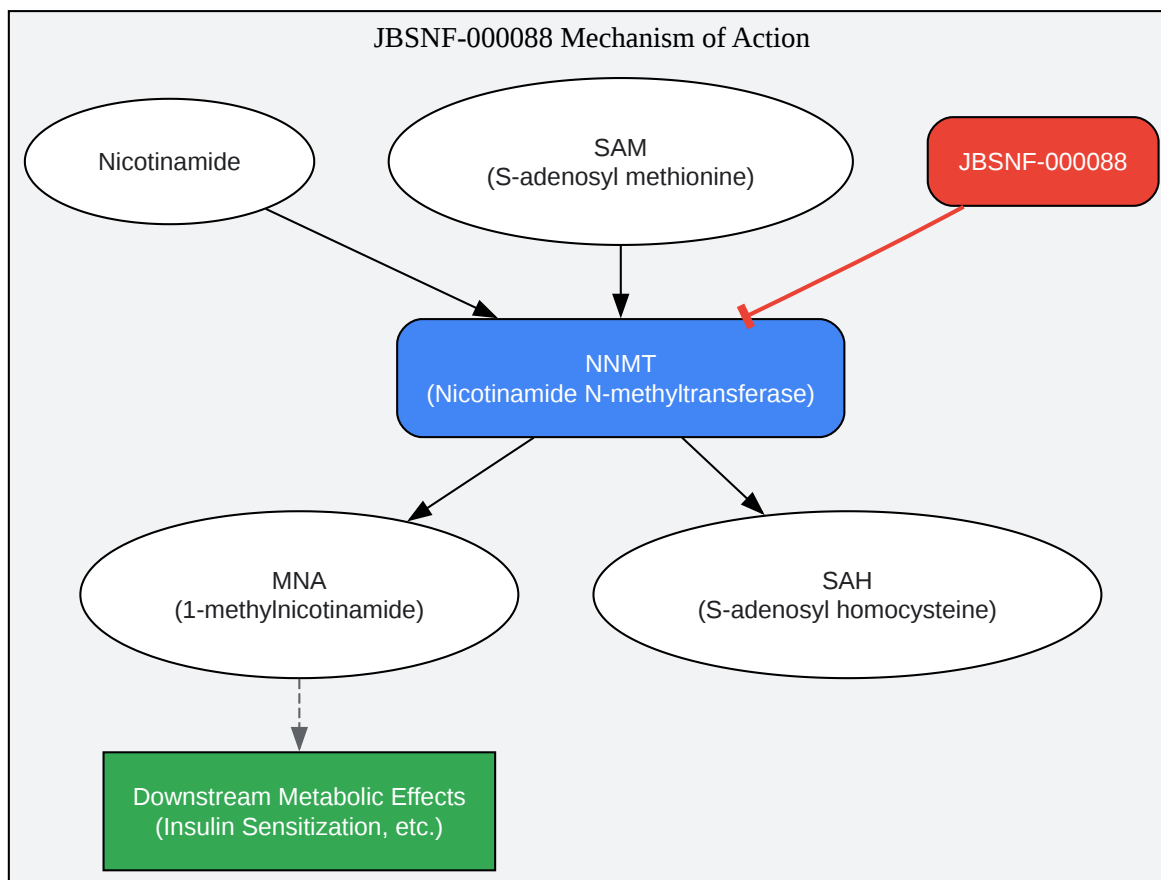 JBSNF-000088 Mechanism of Action
Nicotinamide
SAM
(S-adenosyl methionine)
JBSNF-000088
NNMT
(Nicotinamide N-methyltransferase)
MNA
(1-methylnicotinamide)
SAH
(S-adenosyl homocysteine)
Downstream Metabolic Effects
(Insulin Sensitization, etc.)